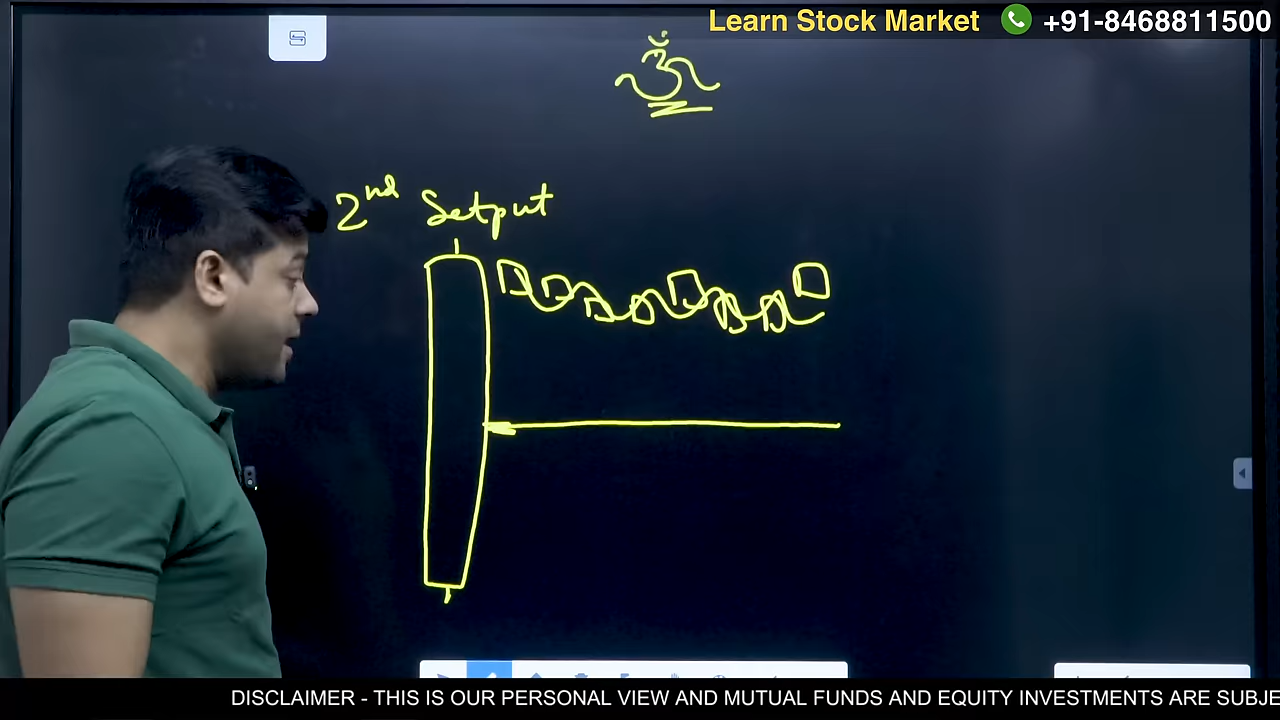 Learn Stock Market +91-8468811500
ॐ
2nd Setput
DISCLAIMER - THIS IS OUR PERSONAL VIEW AND MUTUAL FUNDS AND EQUITY INVESTMENTS ARE SUBJE